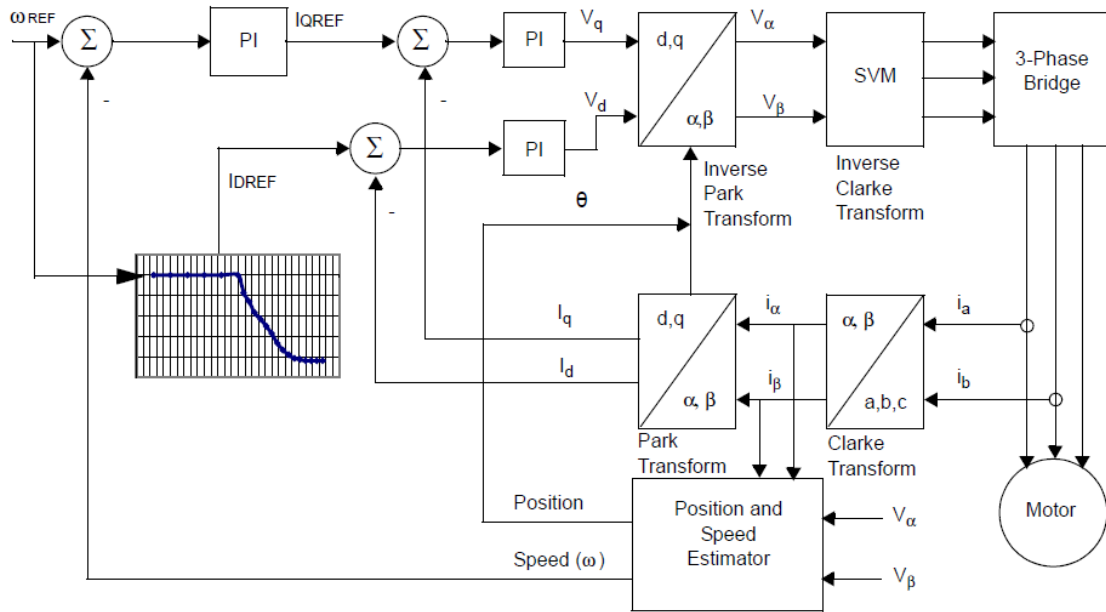 ωREF
Σ
-
PI
IQREF
Σ
-
PI
Vq
d,q
α,β
Vα
Vβ
SVM
3-Phase
Bridge
Σ
-
PI
Vd
IDREF
Inverse
Park
Transform
Inverse
Clarke
Transform
θ
Iq
Id
d,q
α, β
iα
iβ
α, β
a,b,c
ia
ib
Park
Transform
Clarke
Transform
Position
Speed (ω)
Position and
Speed
Estimator
Vα
Vβ
Motor